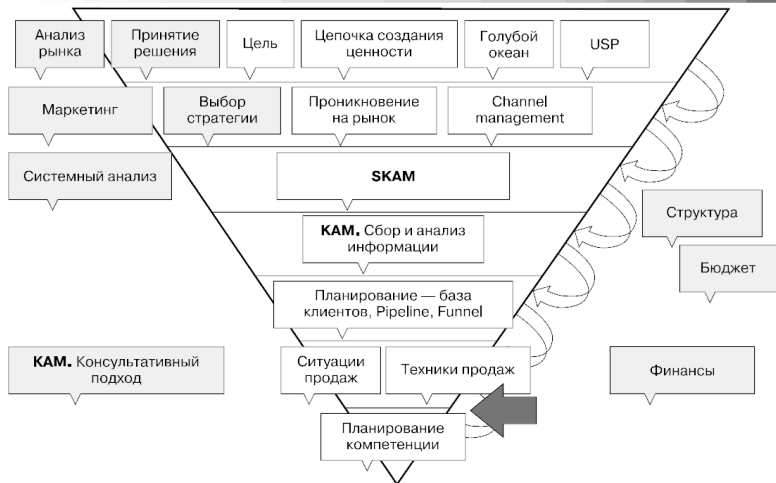 Анализ
рынка
Принятие
решения
Цель
Цепочка создания
ценности
Голубой
океан
USP
Маркетинг
Выбор
стратегии
Проникновение
на рынок
Channel
management
Системный анализ
SKAM
Структура
KAM. Сбор и анализ
информации
Бюджет
Планирование — база
клиентов, Pipeline, Funnel
KAM. Консультативный
подход
Ситуации
продаж
Техники продаж
Финансы
Планирование
компетенции